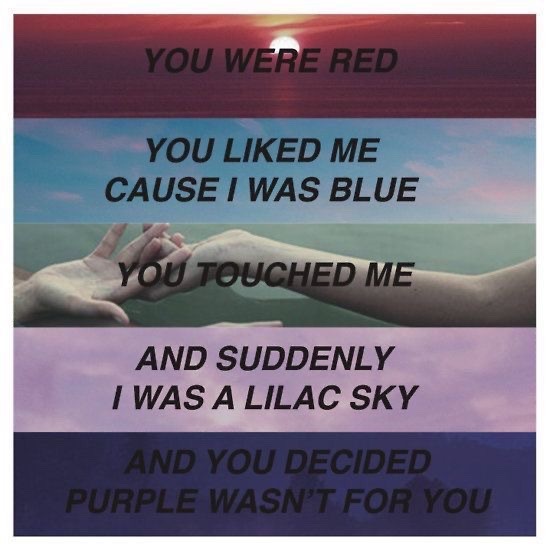 YOU WERE RED
YOU LIKED ME
CAUSE I WAS BLUE
YOU TOUCHED ME
AND SUDDENLY
I WAS A LILAC SKY
AND YOU DECIDED
PURPLE WASN'T FOR YOU